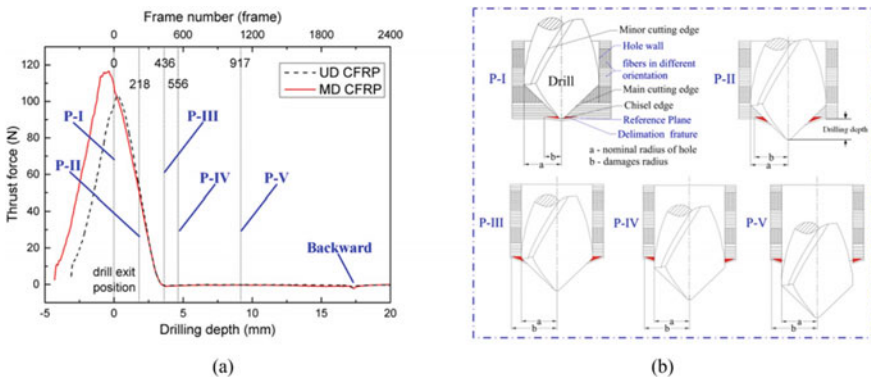 Frame number (frame)
0 600 1200 1800 2400
0 436
218 556 917
UD CFRP
MD CFRP
P-I
P-II
P-III
P-IV
P-V
Backward
drill exit
position
Thrust force (N)
120
100
80
60
40
20
0
-5 0 5 10 15 20
Drilling depth (mm)
(a)
P-I
Drill
Minor cutting edge
Hole wall
fibers in different
orientation
Main cutting edge
Chisel edge
Reference Plane
Delimation frature
a - nominal radius of hole
b - damages radius
b
a
P-II
Drilling depth
b
a
P-III
a
b
P-IV
a
b
P-V
a
b
(b)